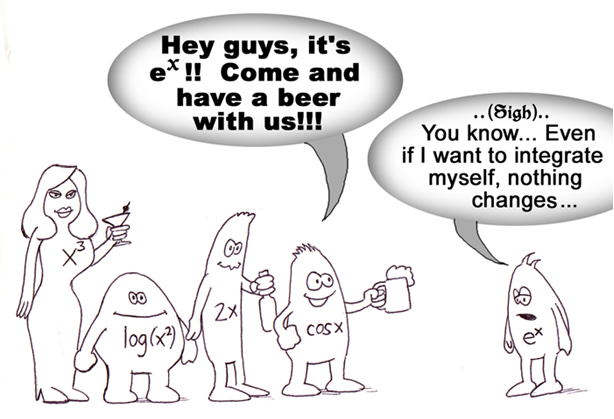 Hey guys, it's
eˣ !! Come and
have a beer
with us!!!
..(Sigh)..
You know... Even
if I want to integrate
myself, nothing
changes...
x³
log(x²)
2x
cosx
eˣ